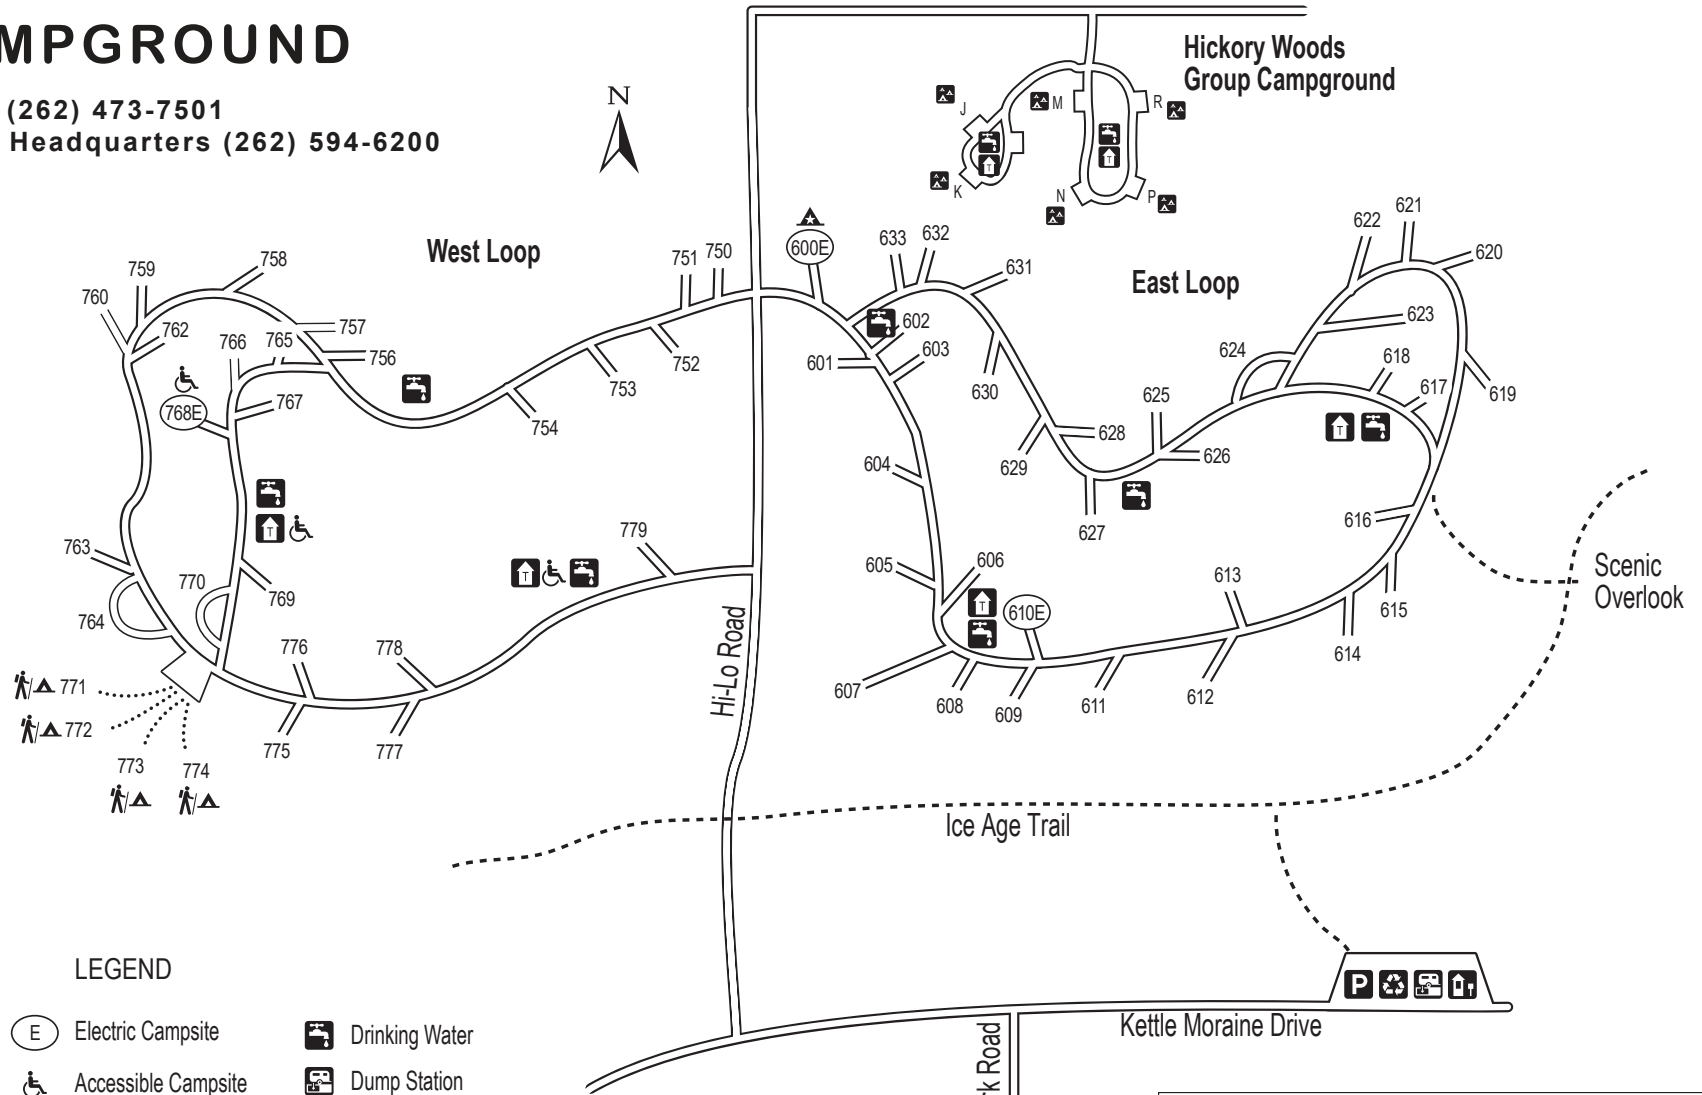 MPGROUND
(262) 473-7501
Headquarters (262) 594-6200
N
Hickory Woods
Group Campground
J
M
R
K
N
P
West Loop
East Loop
759
758
760
762
766
765
757
756
768E
767
751
750
752
753
754
600E
633
632
631
602
601
603
630
622
621
620
623
624
618
617
619
625
628
629
626
627
604
616
605
606
610E
613
615
614
607
608
609
611
612
763
764
770
769
779
776
778
775
777
771
772
773
774
T
T
T
T
T
T
T
Hi-Lo Road
Scenic
Overlook
Ice Age Trail
P
Kettle Moraine Drive
rk Road
LEGEND
E Electric Campsite
Drinking Water
Accessible Campsite
Dump Station